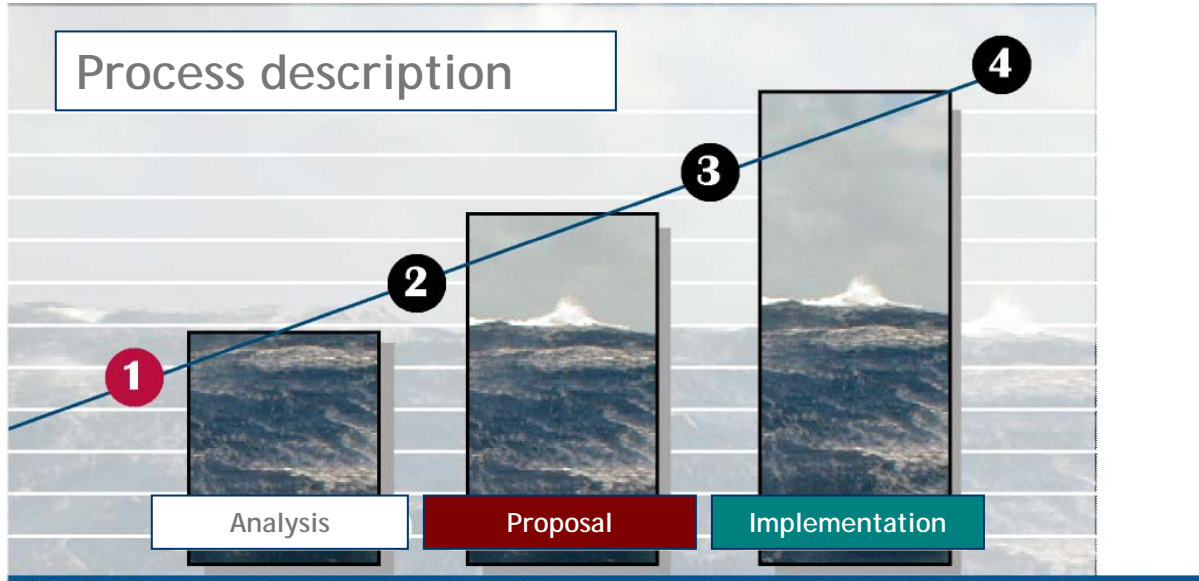 Process description
4
3
2
1
Analysis
Proposal
Implementation